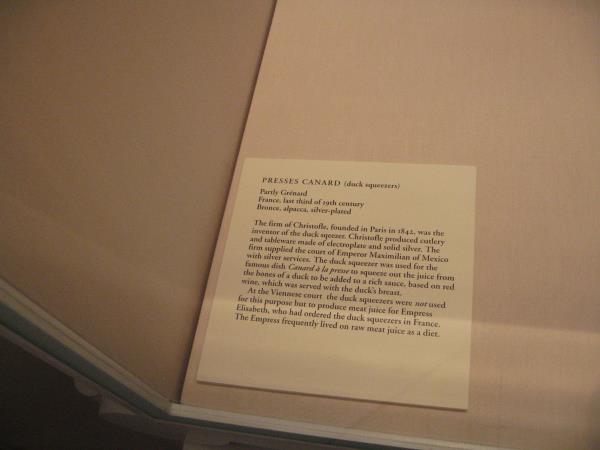 PRESSES CANARD (duck squeezers)
Partly Grénard
France, last third of 19th century
Bronce, alpacca, silver-plated
The firm of Christofle, founded in Paris in 1842, was the
inventor of the duck sqeezer. Christofle produced cutlery
and tableware made of electroplate and solid silver. The
firm supplied the court of Emperor Maximilian of Mexico
with silver services. The duck squeezer was used for the
famous dish Canard à la presse to squeeze out the juice from
the bones of a duck to be added to a rich sauce, based on red
wine, which was served with the duck's breast.
At the Viennese court the duck squeezers were not used
for this purpose but to produce meat juice for Empress
Elisabeth, who had ordered the duck squeezers in France.
The Empress frequently lived on raw meat juice as a diet.